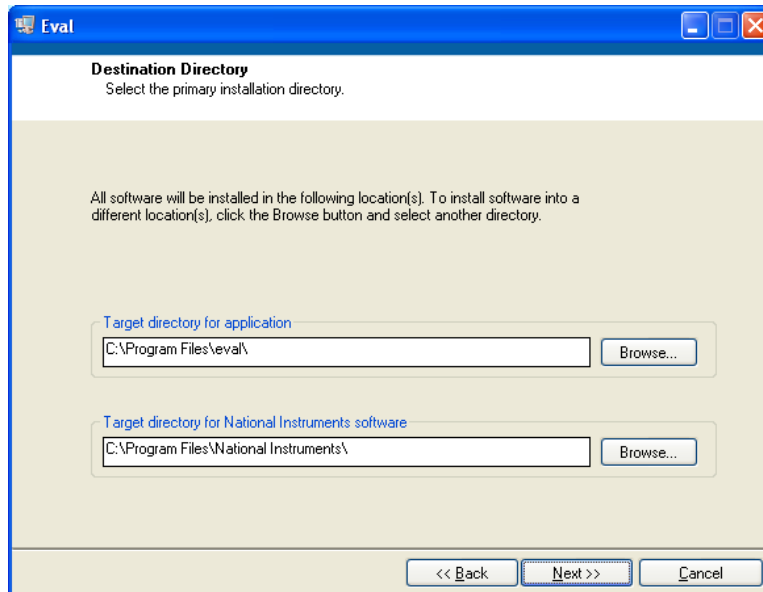 Eval
Destination Directory
Select the primary installation directory.
All software will be installed in the following location(s). To install software into a
different location(s), click the Browse button and select another directory.
Target directory for application
C:\Program Files\eval\
Browse...
Target directory for National Instruments software
C:\Program Files\National Instruments\
Browse...
<< Back
Next >>
Cancel